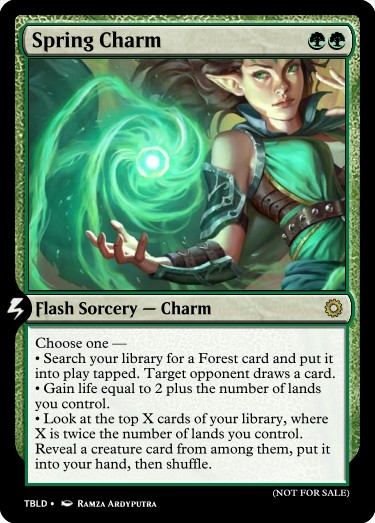 Spring Charm
Flash Sorcery — Charm
Choose one —
• Search your library for a Forest card and put it
into play tapped. Target opponent draws a card.
• Gain life equal to 2 plus the number of lands
you control.
• Look at the top X cards of your library, where
X is twice the number of lands you control.
Reveal a creature card from among them, put it
into your hand, then shuffle.
(NOT FOR SALE)
TBLD • Ramza Ardyputra